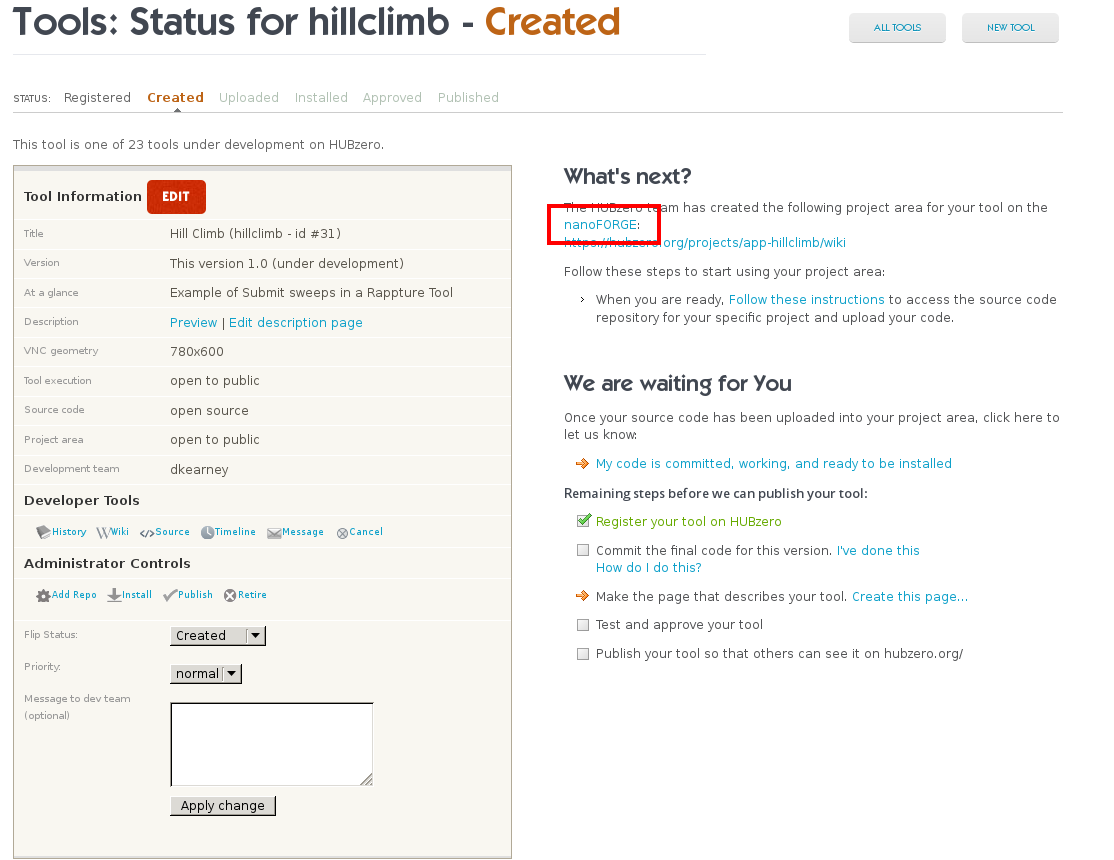 Tools: Status for hillclimb - Created
ALL TOOLS
NEW TOOL
STATUS: Registered Created Uploaded Installed Approved Published
This tool is one of 23 tools under development on HUBzero.
Tool Information EDIT
Title Hill Climb (hillclimb - id #31)
Version This version 1.0 (under development)
At a glance Example of Submit sweeps in a Rappture Tool
Description Preview | Edit description page
VNC geometry 780x600
Tool execution open to public
Source code open source
Project area open to public
Development team dkearney
Developer Tools
History Wiki Source Timeline Message Cancel
Administrator Controls
Add Repo Install Publish Retire
Flip Status: Created
Priority: normal
Message to dev team
(optional)
Apply change
What's next?
The HUBzero team has created the following project area for your tool on the
nanoFORGE:
https://hubzero.org/projects/app-hillclimb/wiki
Follow these steps to start using your project area:
When you are ready, Follow these instructions to access the source code
repository for your specific project and upload your code.
We are waiting for You
Once your source code has been uploaded into your project area, click here to
let us know:
My code is committed, working, and ready to be installed
Remaining steps before we can publish your tool:
Register your tool on HUBzero
Commit the final code for this version. I've done this
How do I do this?
Make the page that describes your tool. Create this page...
Test and approve your tool
Publish your tool so that others can see it on hubzero.org/